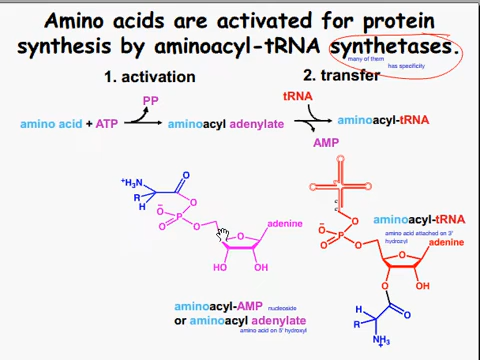 Amino acids are activated for protein
synthesis by aminoacyl-tRNA synthetases.
many of them
has specificity
1. activation
2. transfer
PP
tRNA
amino acid + ATP
aminoacyl adenylate
aminoacyl-tRNA
AMP
+H3N
O
R
H
O
O−
P
O
O
adenine
O
HO
OH
O
O
O
O−
P
O
O
aminoacyl-tRNA
amino acid attached on 3'
hydrozyl
adenine
O
O
OH
H
R
O
NH3
+
aminoacyl-AMP
nucleoside
or aminoacyl adenylate
amino acid on 5' hydroxyl